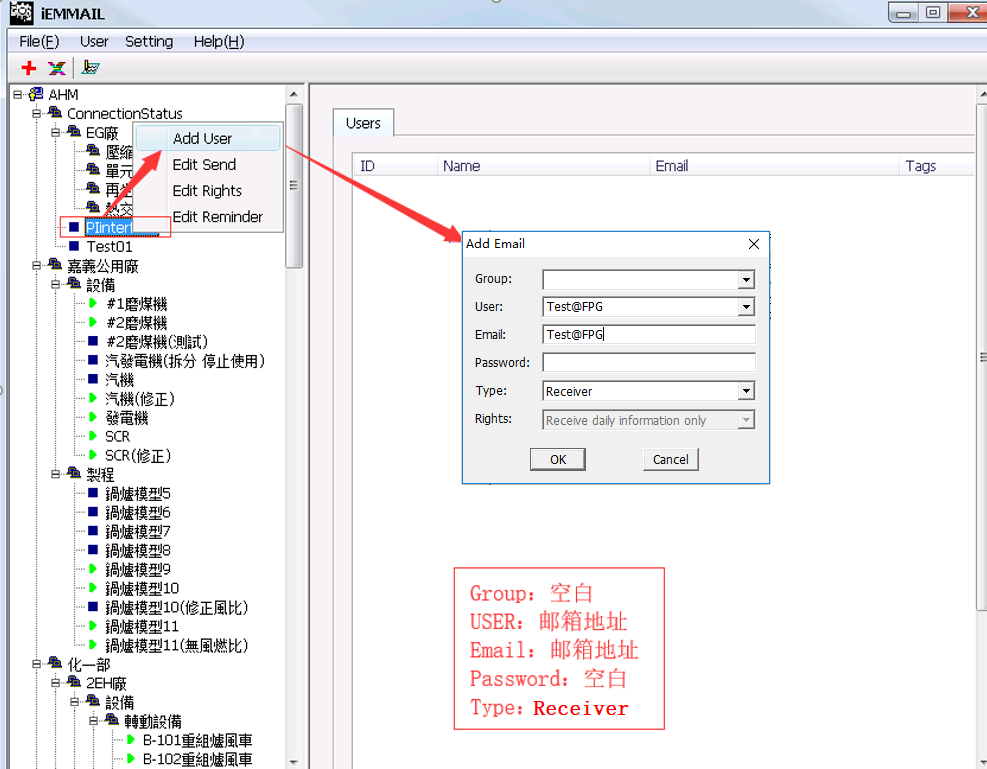 iEMMAIL
File(F) User Setting Help(H)
AHM
ConnectionStatus
EG廠
壓縮
單元
再生
熱交
PIinter
Test01
Add User
Edit Send
Edit Rights
Edit Reminder
嘉義公用廠
設備
#1磨煤機
#2磨煤機
#2磨煤機(測試)
汽發電機(拆分 停止使用)
汽機
汽機(修正)
發電機
SCR
SCR(修正)
製程
鍋爐模型5
鍋爐模型6
鍋爐模型7
鍋爐模型8
鍋爐模型9
鍋爐模型10
鍋爐模型10(修正風比)
鍋爐模型11
鍋爐模型11(無風燃比)
化一部
2EH廠
設備
轉動設備
B-101重組爐風車
B-102重組爐風車
Users
ID Name Email Tags
Add Email
Group:
User: Test@FPG
Email: Test@FPG
Password:
Type: Receiver
Rights: Receive daily information only
OK Cancel
Group: 空白
USER: 邮箱地址
Email: 邮箱地址
Password: 空白
Type: Receiver